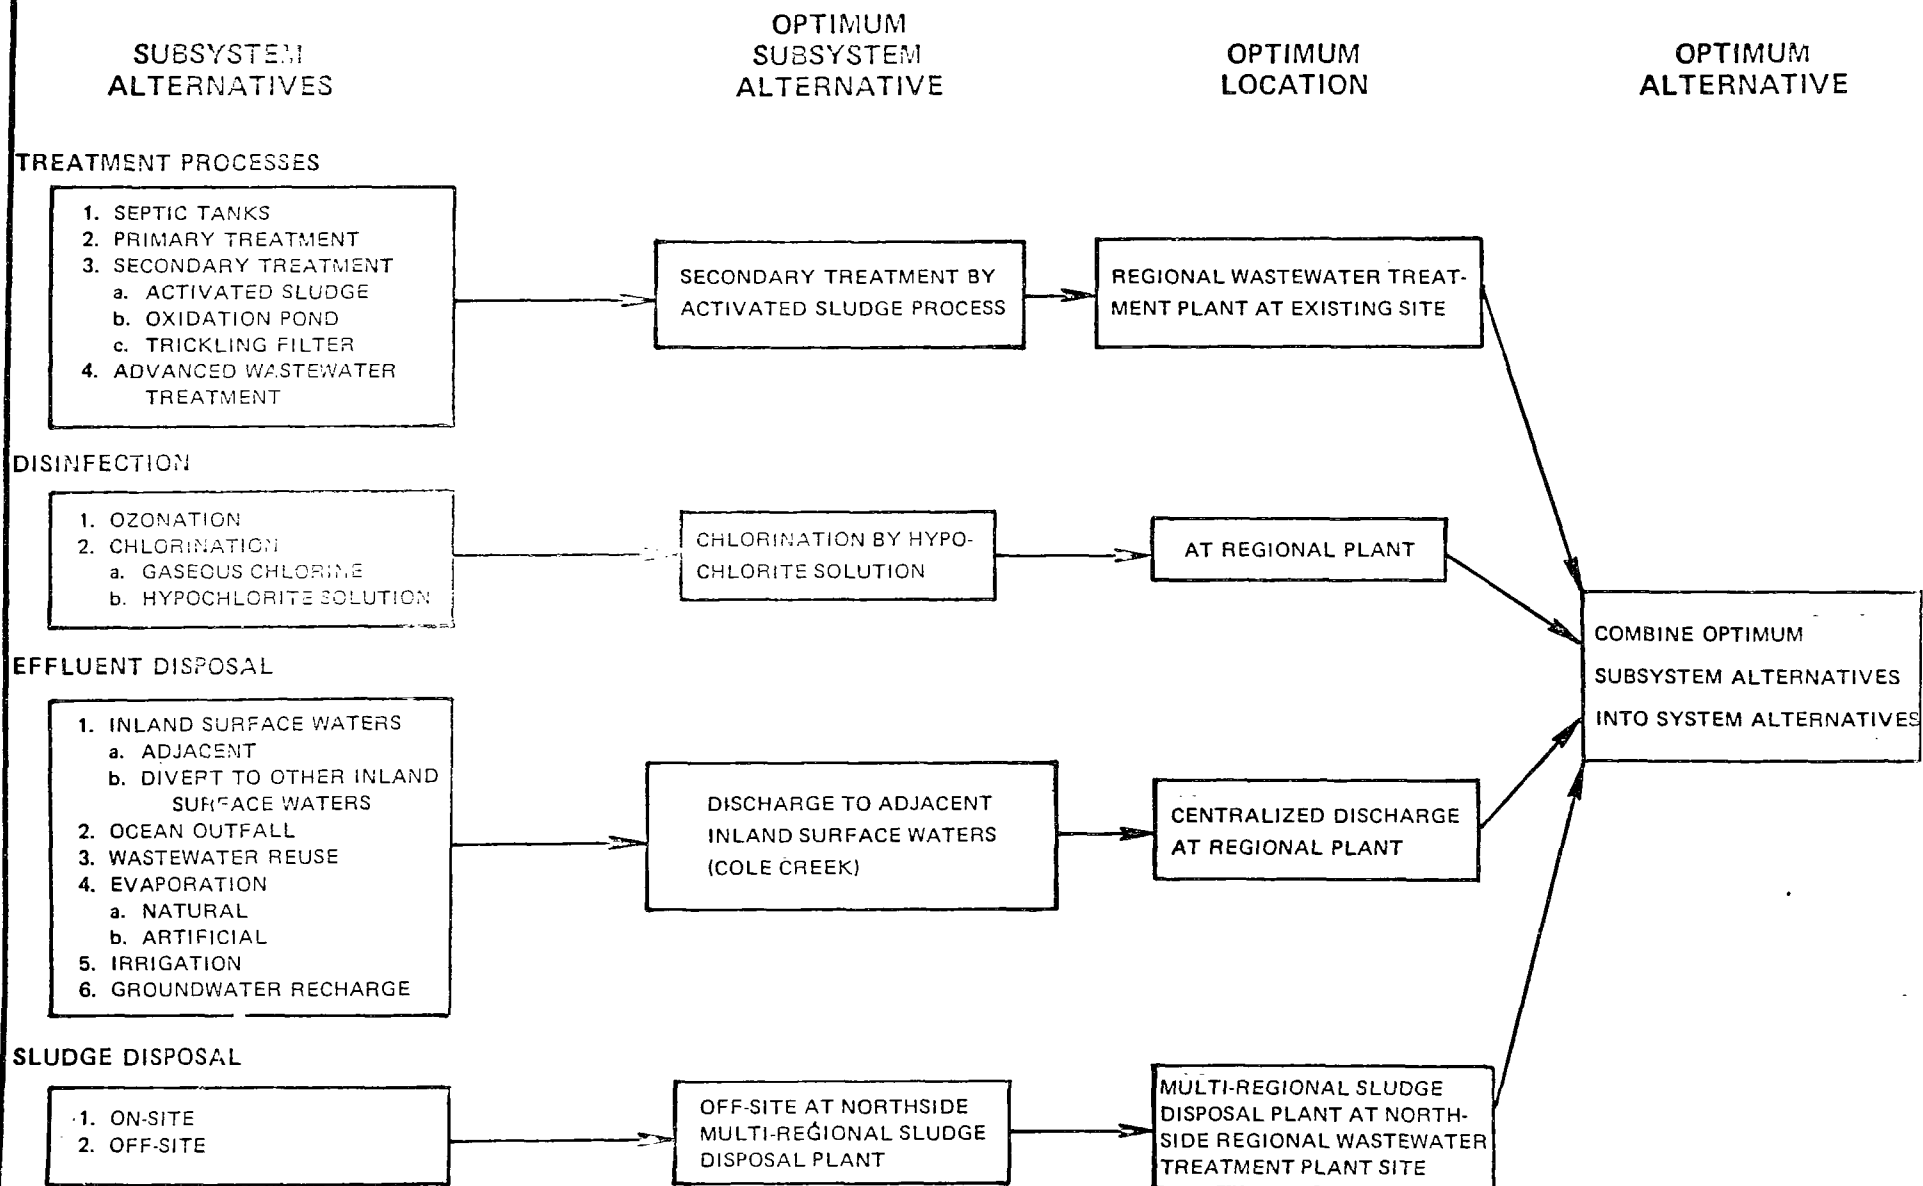 SUBSYSTEM
ALTERNATIVES
OPTIMUM
SUBSYSTEM
ALTERNATIVE
OPTIMUM
LOCATION
OPTIMUM
ALTERNATIVE
TREATMENT PROCESSES
1. SEPTIC TANKS
2. PRIMARY TREATMENT
3. SECONDARY TREATMENT
a. ACTIVATED SLUDGE
b. OXIDATION POND
c. TRICKLING FILTER
4. ADVANCED WASTEWATER
TREATMENT
SECONDARY TREATMENT BY
ACTIVATED SLUDGE PROCESS
REGIONAL WASTEWATER TREAT-
MENT PLANT AT EXISTING SITE
DISINFECTION
1. OZONATION
2. CHLORINATION
a. GASEOUS CHLORINE
b. HYPOCHLORITE SOLUTION
CHLORINATION BY HYPO-
CHLORITE SOLUTION
AT REGIONAL PLANT
COMBINE OPTIMUM
SUBSYSTEM ALTERNATIVES
INTO SYSTEM ALTERNATIVES
EFFLUENT DISPOSAL
1. INLAND SURFACE WATERS
a. ADJACENT
b. DIVERT TO OTHER INLAND
SURFACE WATERS
2. OCEAN OUTFALL
3. WASTEWATER REUSE
4. EVAPORATION
a. NATURAL
b. ARTIFICIAL
5. IRRIGATION
6. GROUNDWATER RECHARGE
DISCHARGE TO ADJACENT
INLAND SURFACE WATERS
(COLE CREEK)
CENTRALIZED DISCHARGE
AT REGIONAL PLANT
SLUDGE DISPOSAL
1. ON-SITE
2. OFF-SITE
OFF-SITE AT NORTHSIDE
MULTI-REGIONAL SLUDGE
DISPOSAL PLANT
MULTI-REGIONAL SLUDGE
DISPOSAL PLANT AT NORTH-
SIDE REGIONAL WASTEWATER
TREATMENT PLANT SITE